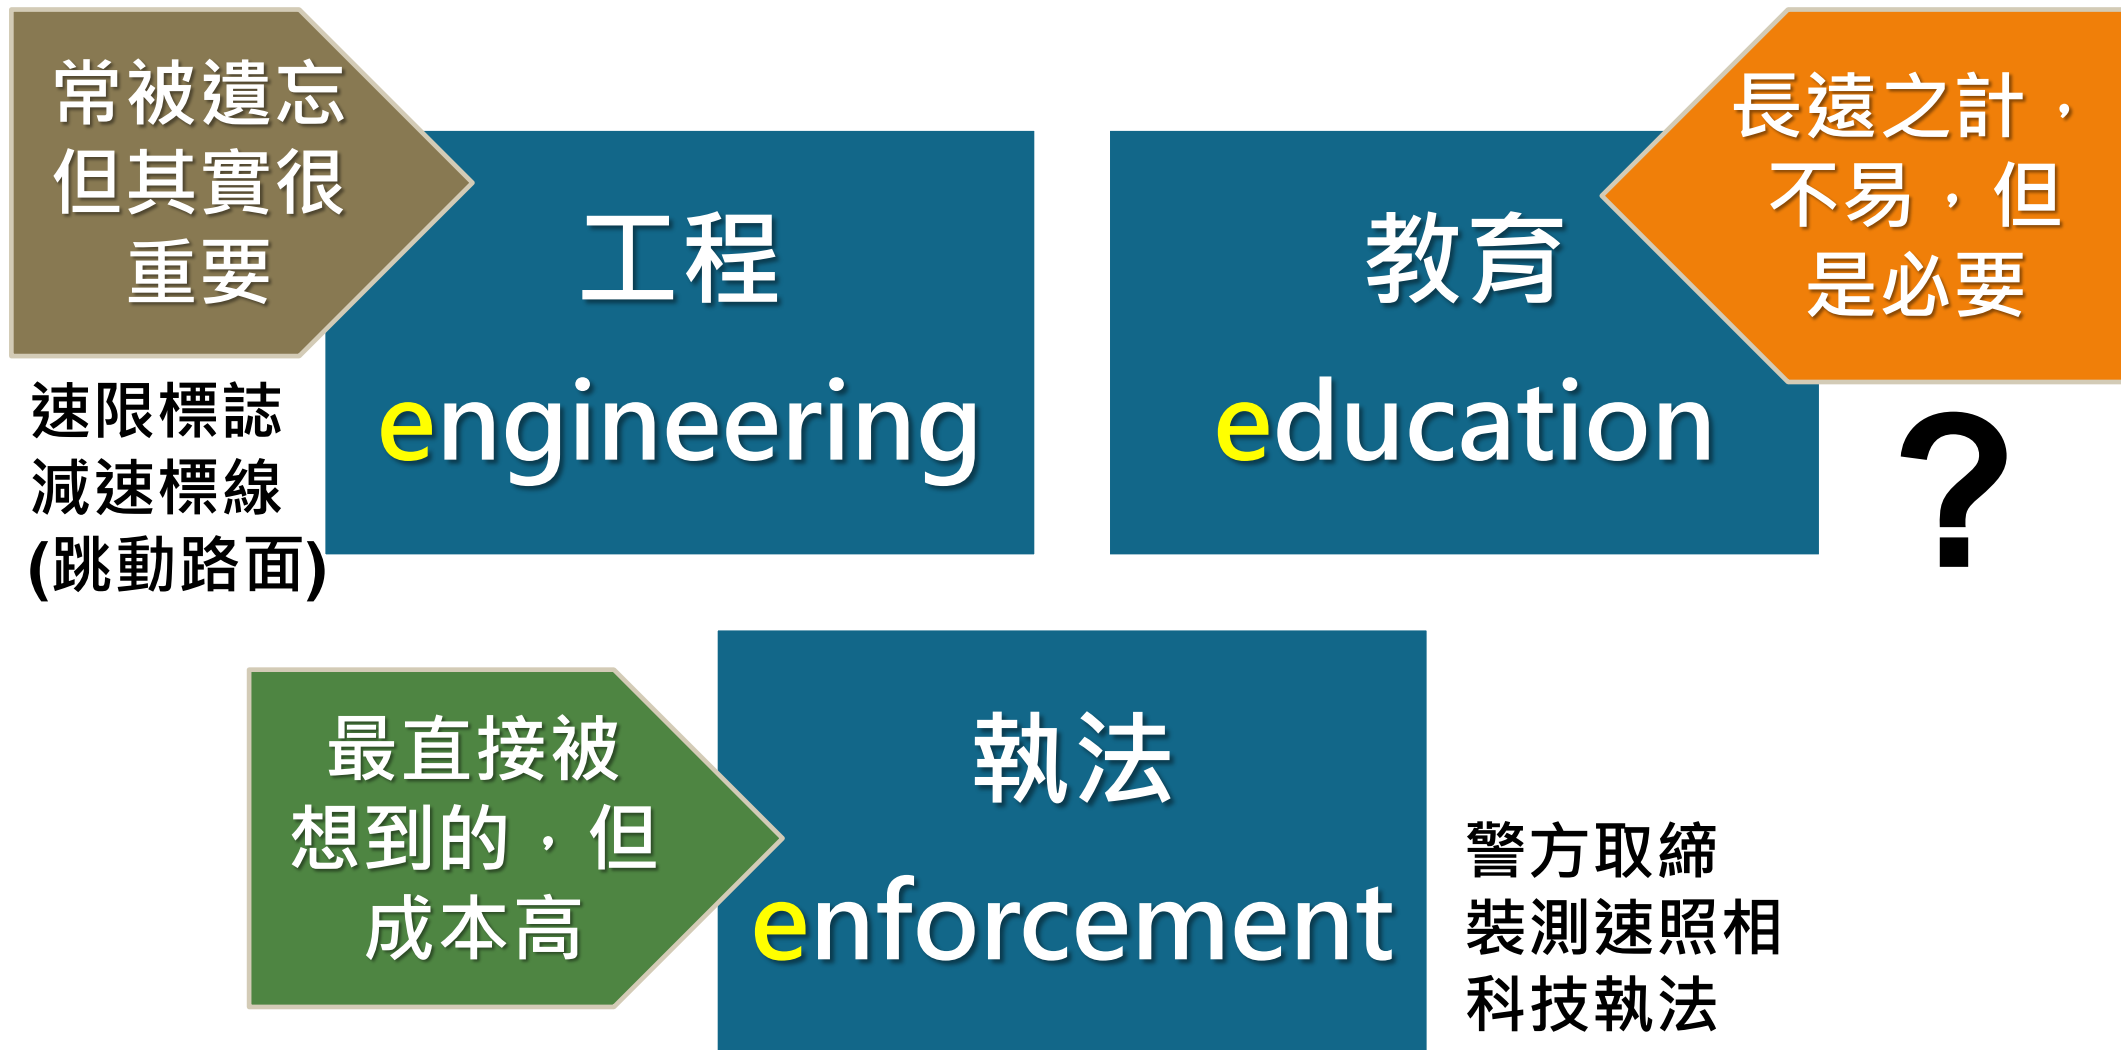 常被遺忘
但其實很
重要
工程
engineering
速限標誌
減速標線
(跳動路面)
教育
education
長遠之計，
不易，但
是必要
?
最直接被
想到的，但
成本高
執法
enforcement
警方取締
裝測速照相
科技執法